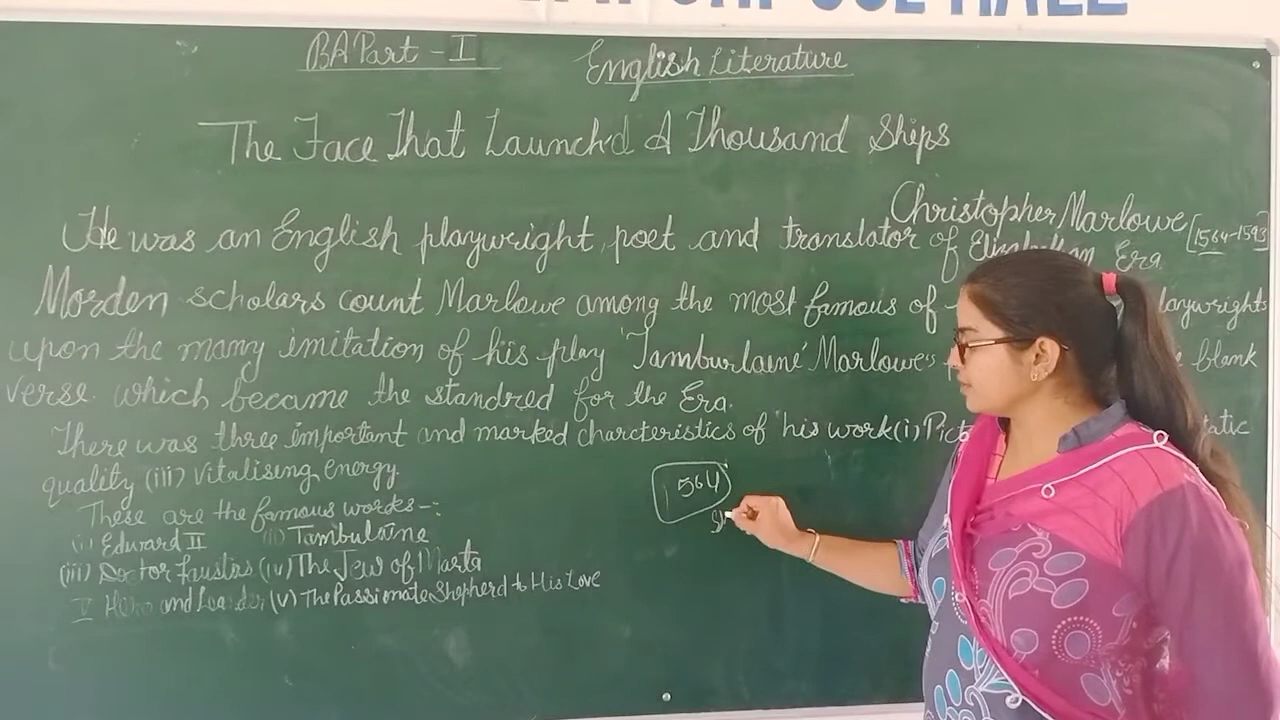 HALL
BA Part - I English Literature
The Face That Launch'd A Thousand Ships
Christopher Marlowe [1564-1593]
He was an English playwright, poet and translator of Elizabethan Era.
Morden scholars count Marlowe among the most famous of playwrights
upon the many imitation of his play 'Tamburlaine' Marlowe's blank
verse. which became the standred for the Era.
There was three important and marked charcteristics of his work (i)
quality (iii) Vitalising Energy
These are the famous works -:
(i) Edward II (ii) Tambulaine
(iii) Doctor Faustus (iv) The Jew of Marta
V Hero and Leander (v) The Passionate Shepherd to His Love
1564